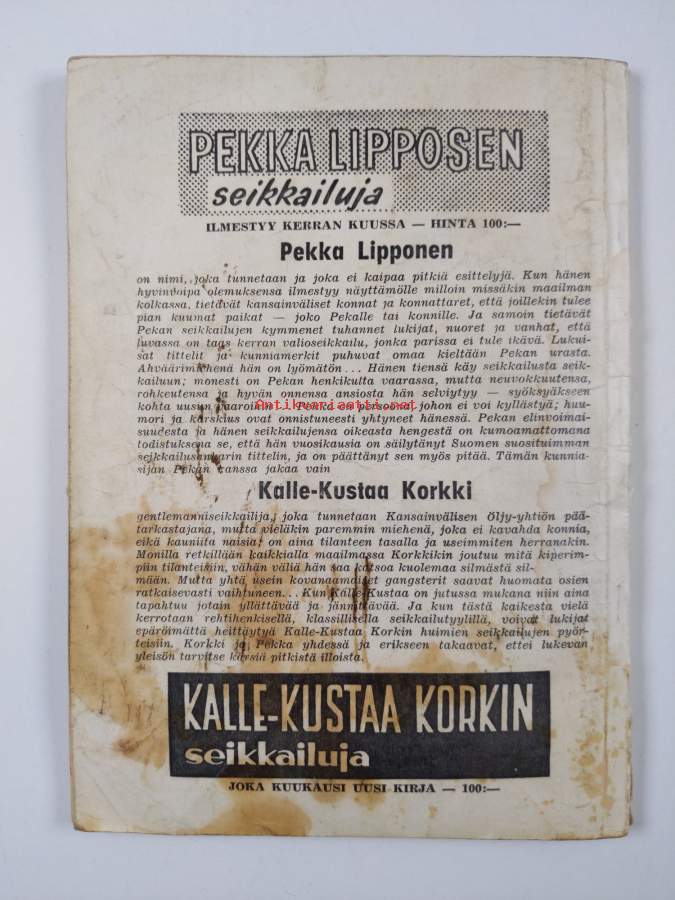 PEKKA LIPPOSEN
seikkailuja
ILMESTYY KERRAN KUUSSA — HINTA 100:—
Pekka Lipponen
on nimi, joka tunnetaan ja joka ei kaipaa pitkiä esittelyjä. Kun hänen
hyvinvoipa olemuksensa ilmestyy näyttämölle milloin missäkin maailman
kolkassa, tietävät kansainväliset konnat ja konnattaret, että joillekin tulee
pian kuumat paikat — joko Pekalle tai konnille. Ja samoin tietävät
Pekan seikkailujen kymmenet tuhannet lukijat, nuoret ja vanhat, että
luvassa on taas kerran valioseikkailu, jonka parissa ei tule ikävä. Lukui-
sat tittelit ja kunniamerkit puhuvat omaa kieltään Pekan urasta.
Ahväärimiehenä hän on lyömätön... Hänen tiensä käy seikkailusta seik-
kailuun; monesti on Pekan henkikulta vaarassa, mutta neuvokkuutensa,
rohkeutensa ja hyvän onnensa ansiosta hän selviytyy — syöksyäkseen
kohta uusiin vaaroihin. Pekka on persoona, johon ei voi kyllästyä; huu-
mori ja karskius ovat onnistuneesti yhtyneet hänessä. Pekan elinvoimai-
suudesta ja hänen seikkailujensa oikeasta hengestä on kumoamattomana
todistuksena se, että hän vuosikausia on säilyttänyt Suomen suosituimman
seikkailusankarin tittelin, ja on päättänyt sen myös pitää. Tämän kunnia-
sijan Pekan kanssa jakaa vain
Antikvariaatti.net
Kalle-Kustaa Korkki
gentlemanniseikkailija, joka tunnetaan Kansainvälisen Öljy-yhtiön pää-
tarkastajana, mutta vieläkin paremmin miehenä, joka ei kavahda konnia,
eikä kauniita naisia; on aina tilanteen tasalla ja useimmiten herranakin.
Monilla retkillään kaikkialla maailmassa Korkkikin joutuu mitä kiperim-
piin tilanteisiin, vähän väliä hän saa katsoa kuolemaa silmästä sil-
mään. Mutta yhtä usein kovanaamaiset gangsterit saavat huomata osien
ratkaisevasti vaihtuneen... Kun Kalle-Kustaa on jutussa mukana niin aina
tapahtuu jotain yllättävää ja jännittävää. Ja kun tästä kaikesta vielä
kerrotaan rehtihenkisellä, klassillisella seikkailutyylillä, voivat lukijat
epäröimättä heittäytyä Kalle-Kustaa Korkin huimien seikkailujen pyör-
teisiin. Korkki ja Pekka yhdessä ja erikseen takaavat, ettei lukevan
yleisön tarvitse kärsiä pitkistä illoista.
KALLE-KUSTAA KORKIN
seikkailuja
JOKA KUUKAUSI UUSI KIRJA — 100:—